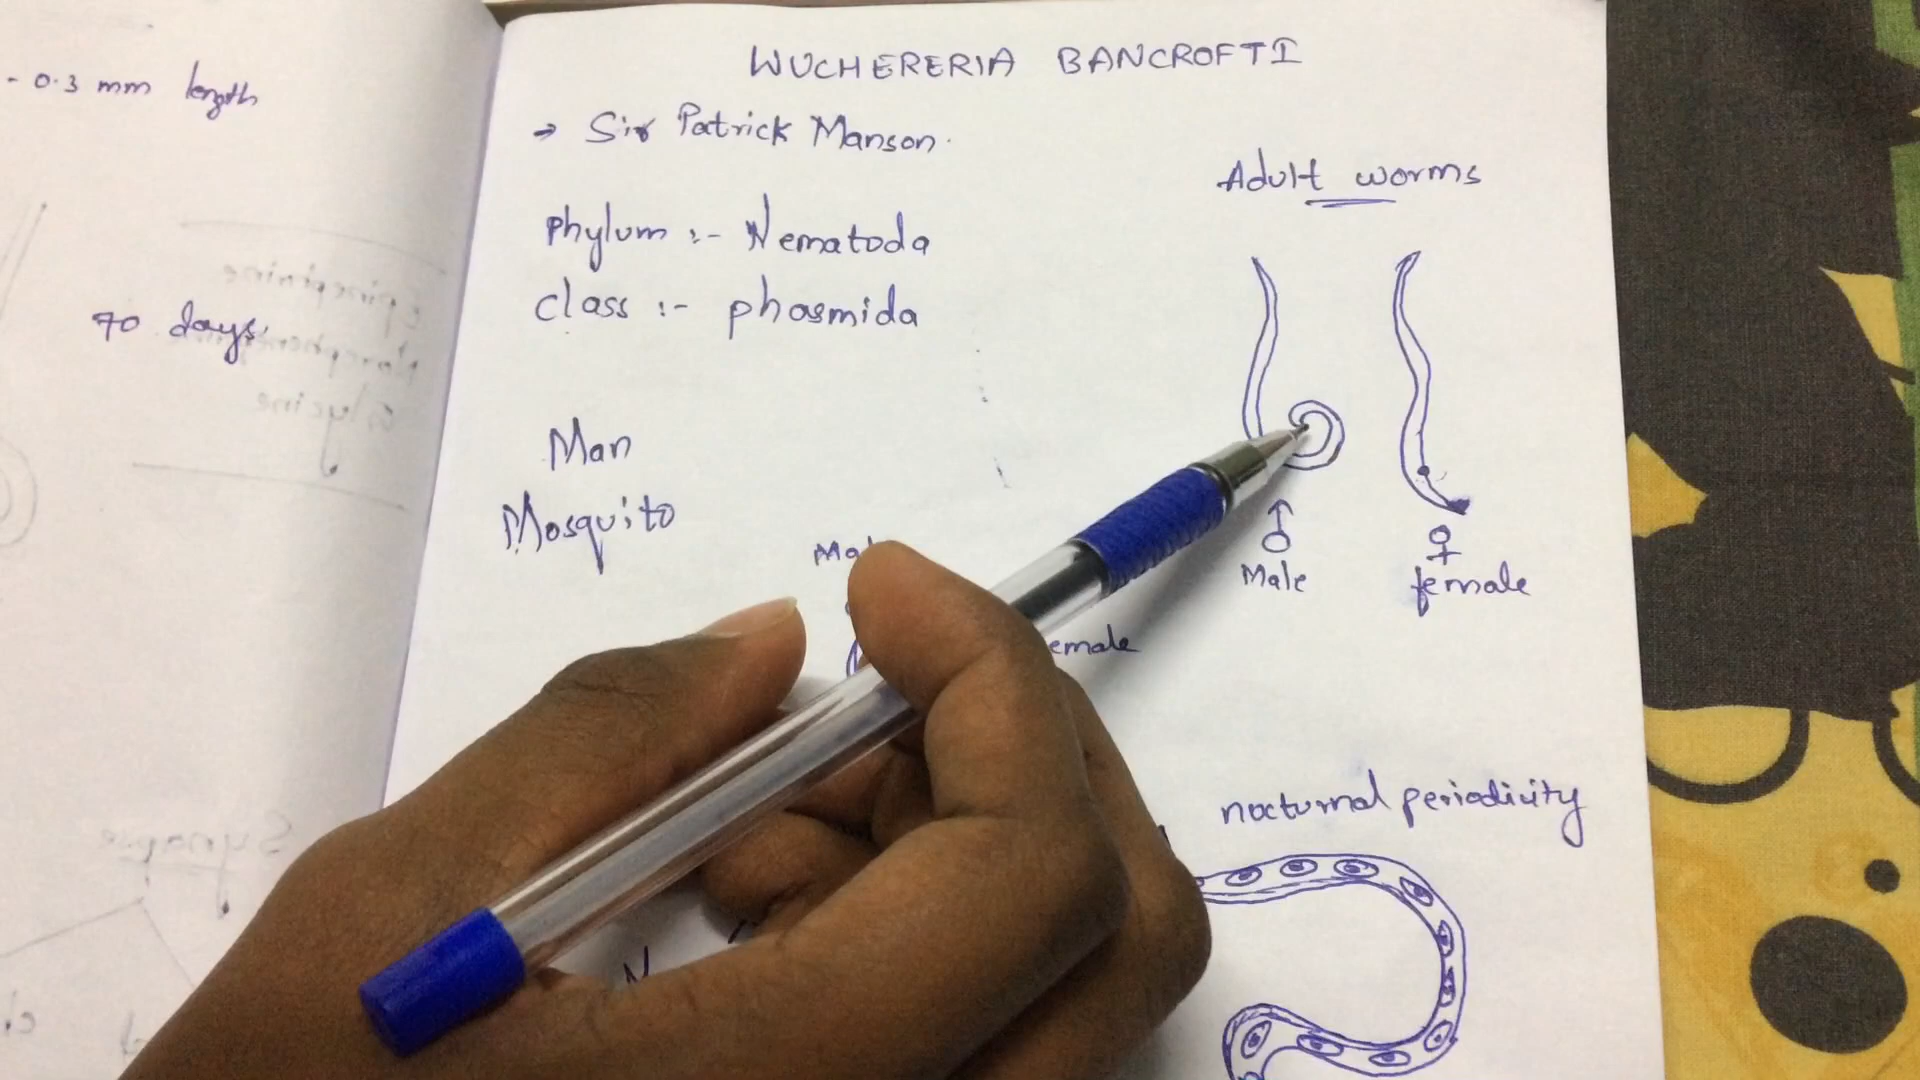 - 0.3 mm length
70 days
WUCHERERIA BANCROFTI
→ Sir Patrick Manson.
Phylum :- Nematoda
class :- phasmida
Man
Mosquito
Adult worms
♂
Male
♀
female
nocturnal periodicity